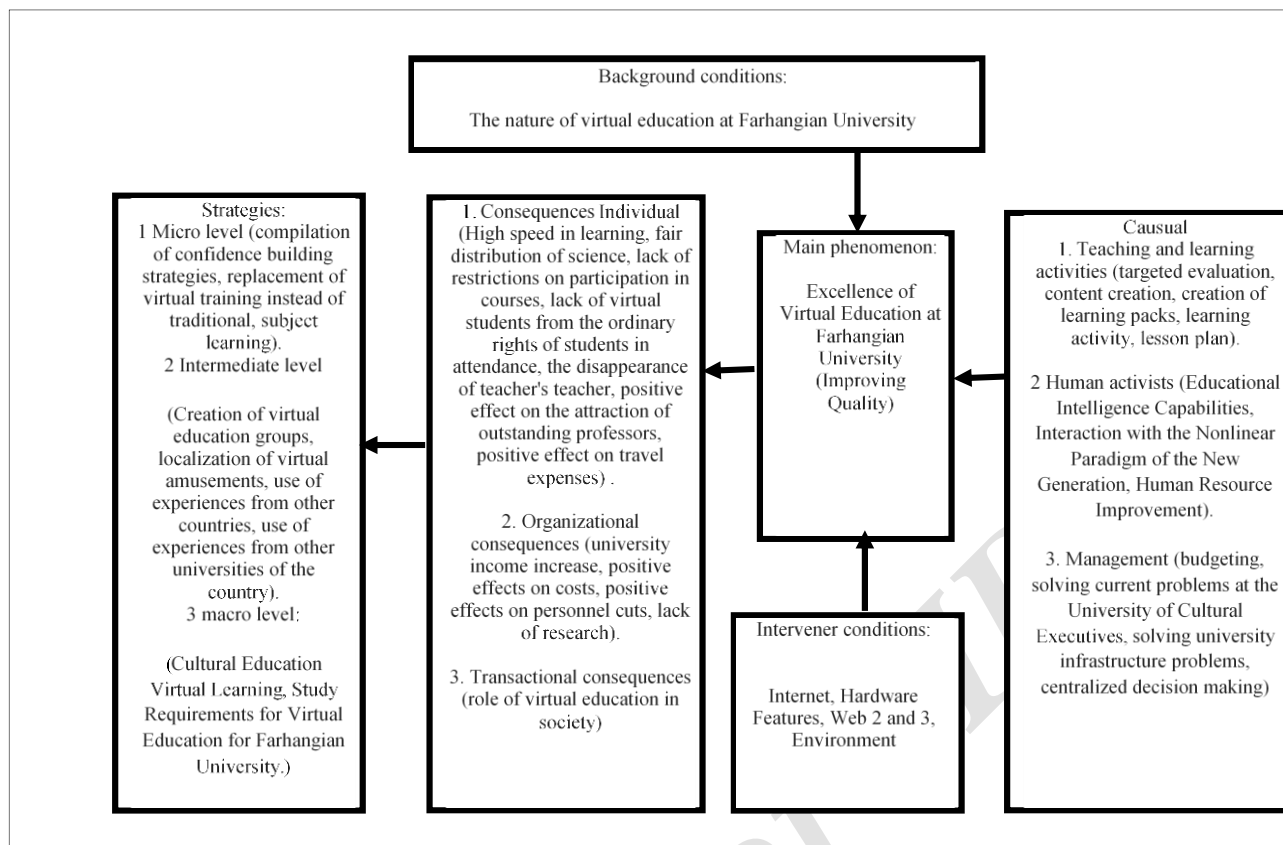 Background conditions:
The nature of virtual education at Farhangian University
Strategies:
1 Micro level (compilation
of confidence building
strategies, replacement of
virtual training instead of
traditional, subject
learning).
2 Intermediate level
(Creation of virtual
education groups,
localization of virtual
amusements, use of
experiences from other
countries, use of
experiences from other
universities of the
country).
3 macro level:
(Cultural Education
Virtual Learning, Study
Requirements for Virtual
Education for Farhangian
University.)
1. Consequences Individual
(High speed in learning, fair
distribution of science, lack of
restrictions on participation in
courses, lack of virtual
students from the ordinary
rights of students in
attendance, the disappearance
of teacher's teacher, positive
effect on the attraction of
outstanding professors,
positive effect on travel
expenses) .
2. Organizational
consequences (university
income increase, positive
effects on costs, positive
effects on personnel cuts, lack
of research).
3. Transactional consequences
(role of virtual education in
society)
Main phenomenon:
Excellence of
Virtual Education at
Farhangian
University
(Improving
Quality)
Intervener conditions:
Internet, Hardware
Features, Web 2 and 3,
Environment
Causual
1. Teaching and learning
activities (targeted evaluation,
content creation, creation of
learning packs, learning
activity, lesson plan).
2 Human activists (Educational
Intelligence Capabilities,
Interaction with the Nonlinear
Paradigm of the New
Generation, Human Resource
Improvement).
3. Management (budgeting,
solving current problems at the
University of Cultural
Executives, solving university
infrastructure problems,
centralized decision making)